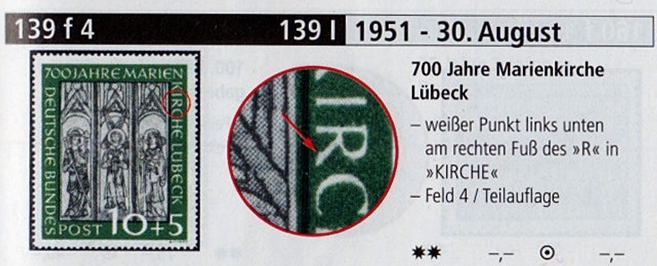 139 f 4 139 I 1951 - 30. August
700 JAHRE MARIEN
KIRCHE LÜBECK
DEUTSCHE BUNDES
POST 10+5
KIRC
700 Jahre Marienkirche
Lübeck
– weißer Punkt links unten
am rechten Fuß des »R« in
»KIRCHE«
– Feld 4 / Teilauflage
✶✶ –,– ⊙ –,–